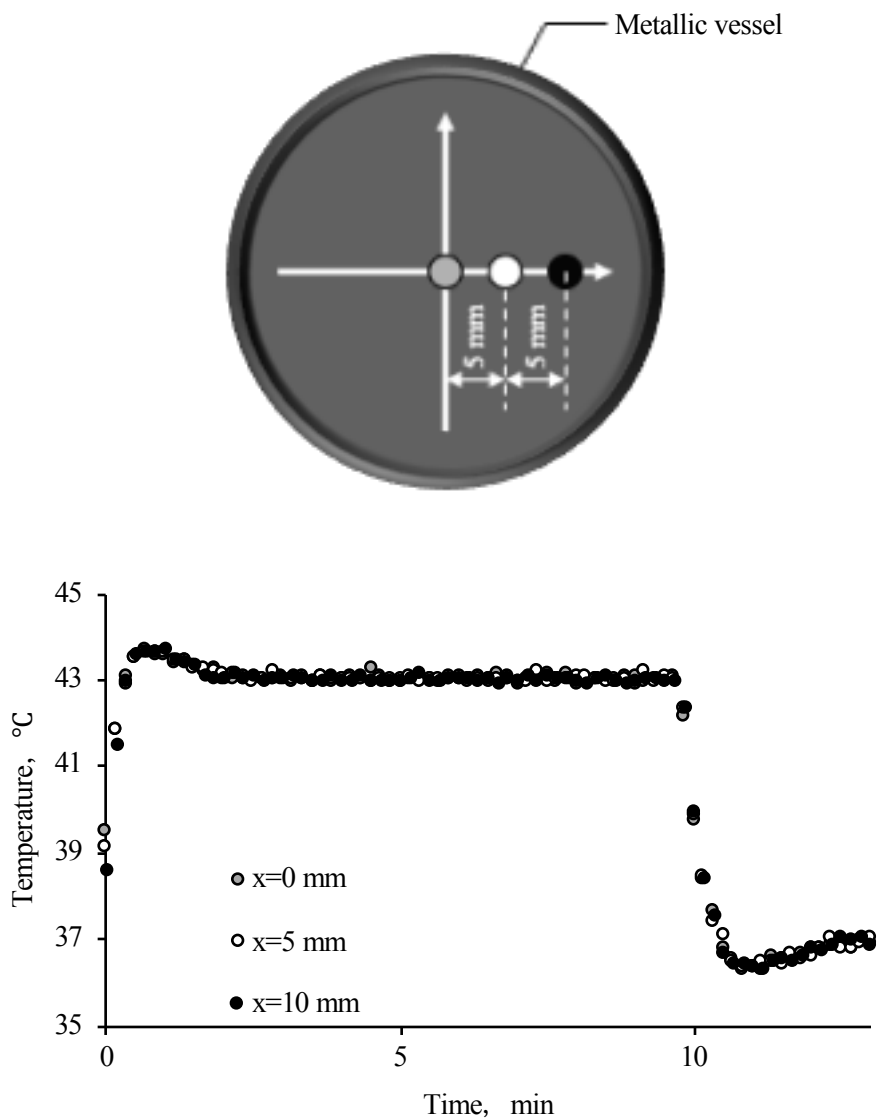 Metallic vessel
5 mm
5 mm
45
43
41
39
37
35
Temperature, °C
x=0 mm
x=5 mm
x=10 mm
0
5
10
Time, min